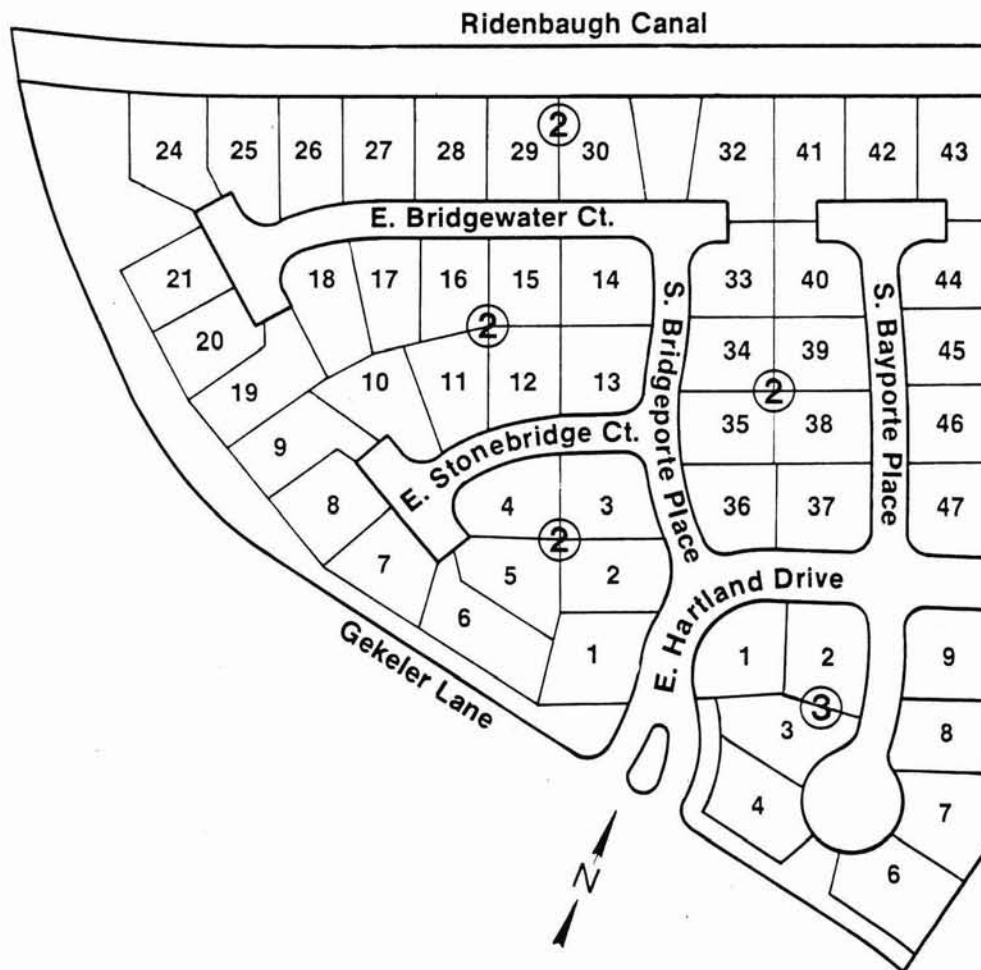 Ridenbaugh Canal
2
24 25 26 27 28 29 30 32 41 42 43
E. Bridgewater Ct.
21 18 17 16 15 14 33 40 44
20
2
19 10 11 12 13 34 39 45
2
9 35 38 46
E. Stonebridge Ct.
S. Bridgeporte Place
S. Bayporte Place
8 4 3 36 37 47
2
7 5 2
E. Hartland Drive
6 1 1 2 9
Gekeler Lane
3
3 8
4 7
6
N